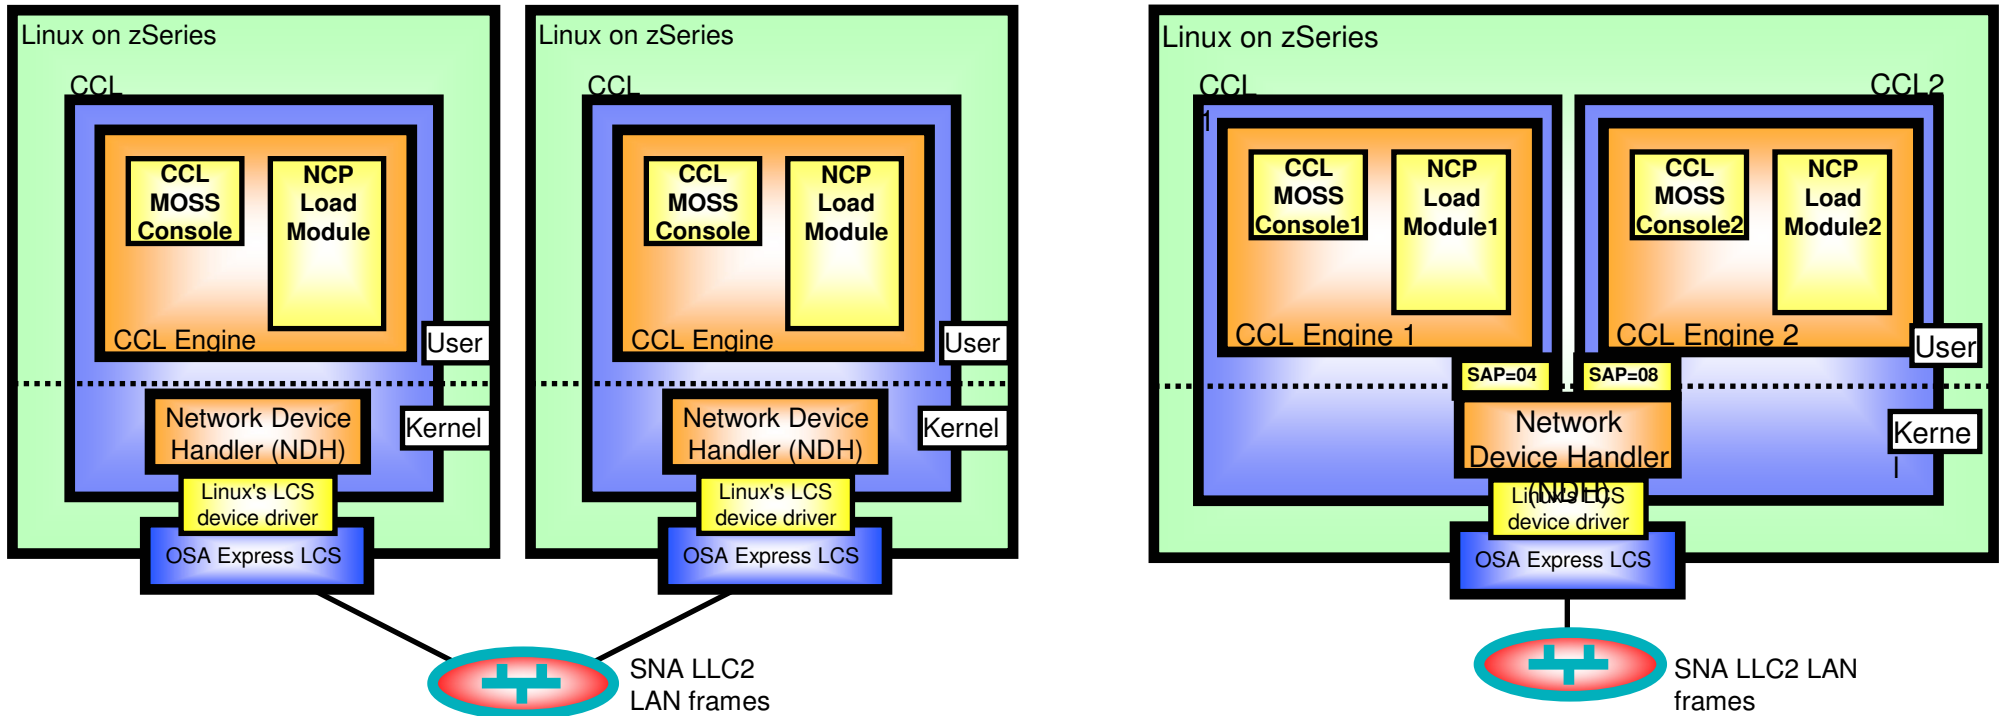 Linux on zSeries
CCL
CCL
MOSS
Console
NCP
Load
Module
CCL Engine
User
Network Device
Handler (NDH)
Kernel
Linux's LCS
device driver
OSA Express LCS
Linux on zSeries
CCL
CCL
MOSS
Console
NCP
Load
Module
CCL Engine
User
Network Device
Handler (NDH)
Kernel
Linux's LCS
device driver
OSA Express LCS
SNA LLC2
LAN frames
Linux on zSeries
CCL
1
CCL
MOSS
Console1
NCP
Load
Module1
CCL Engine 1
CCL2
CCL
MOSS
Console2
NCP
Load
Module2
CCL Engine 2
User
SAP=04
SAP=08
Network
Device Handler
(NDH)
Kerne
l
Linux's LCS
device driver
OSA Express LCS
SNA LLC2 LAN
frames